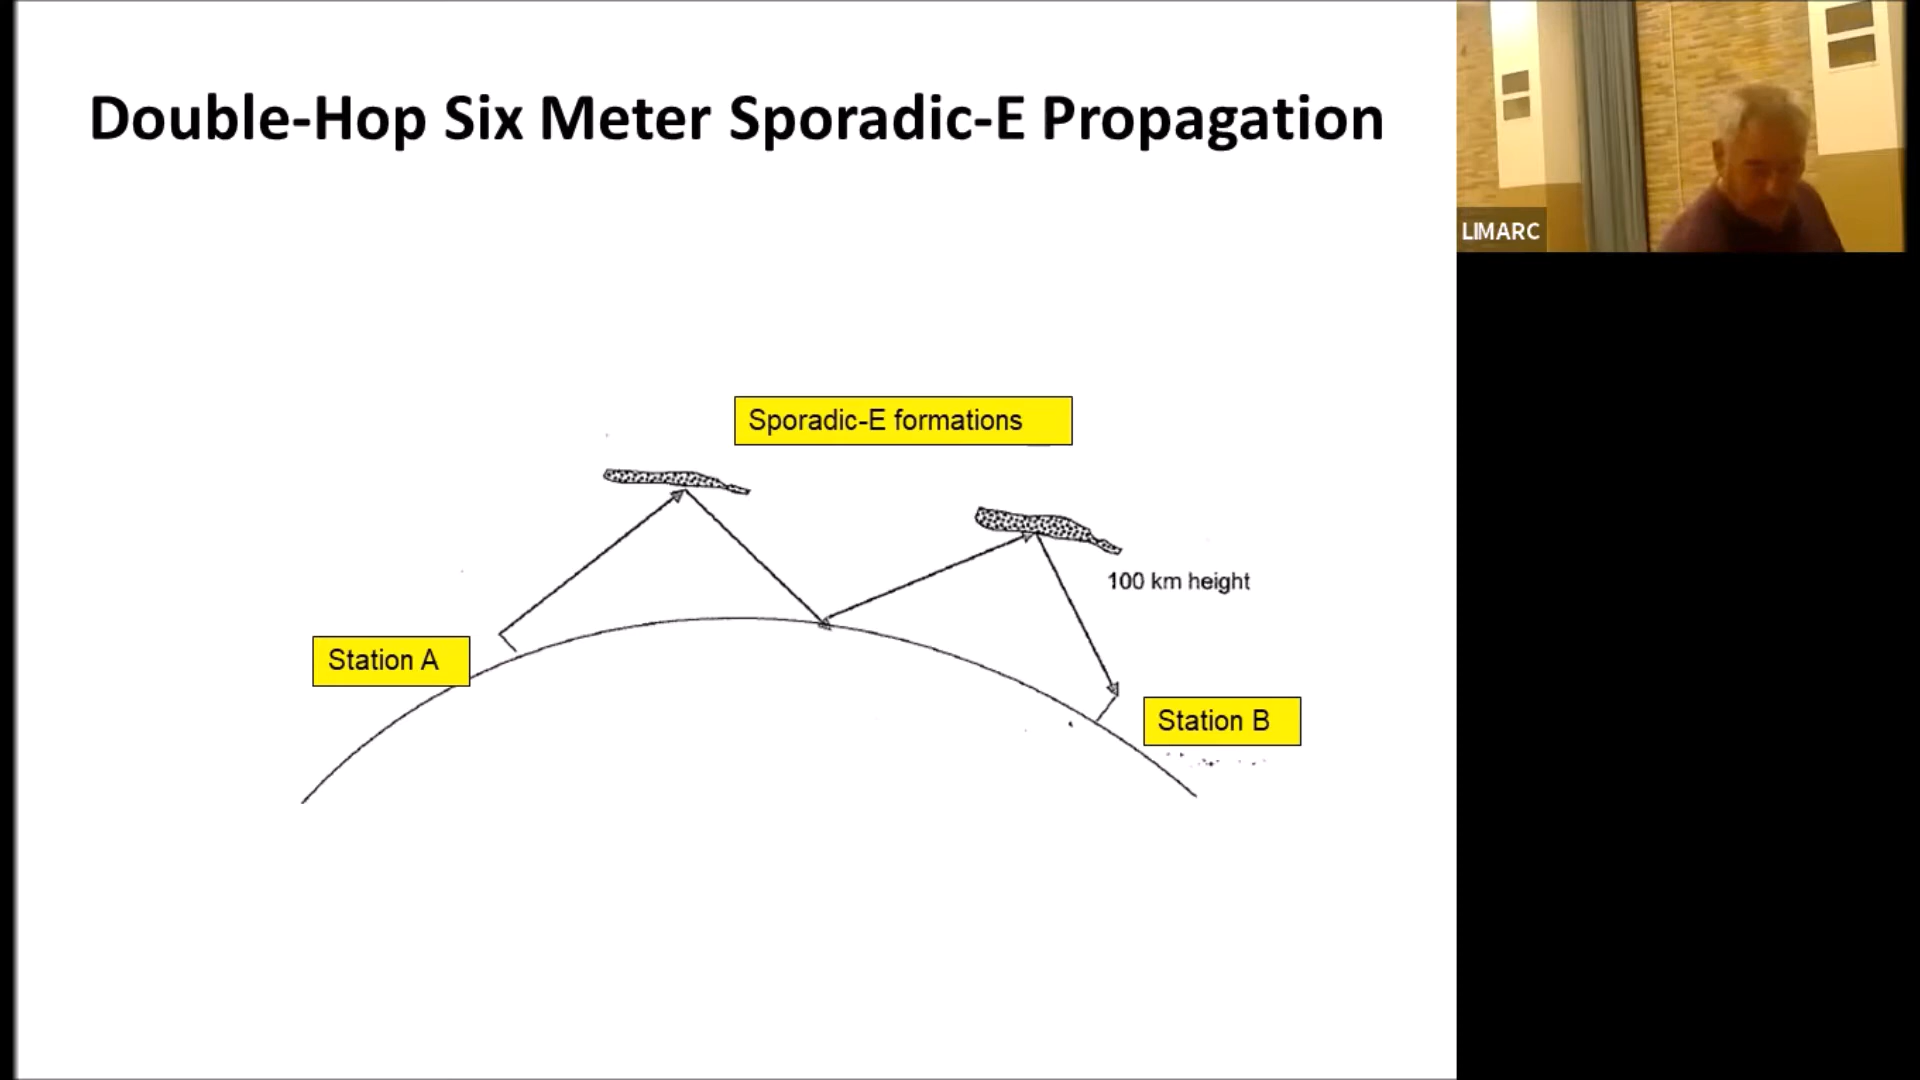 Double-Hop Six Meter Sporadic-E Propagation
LIMARC
Sporadic-E formations
100 km height
Station A
Station B